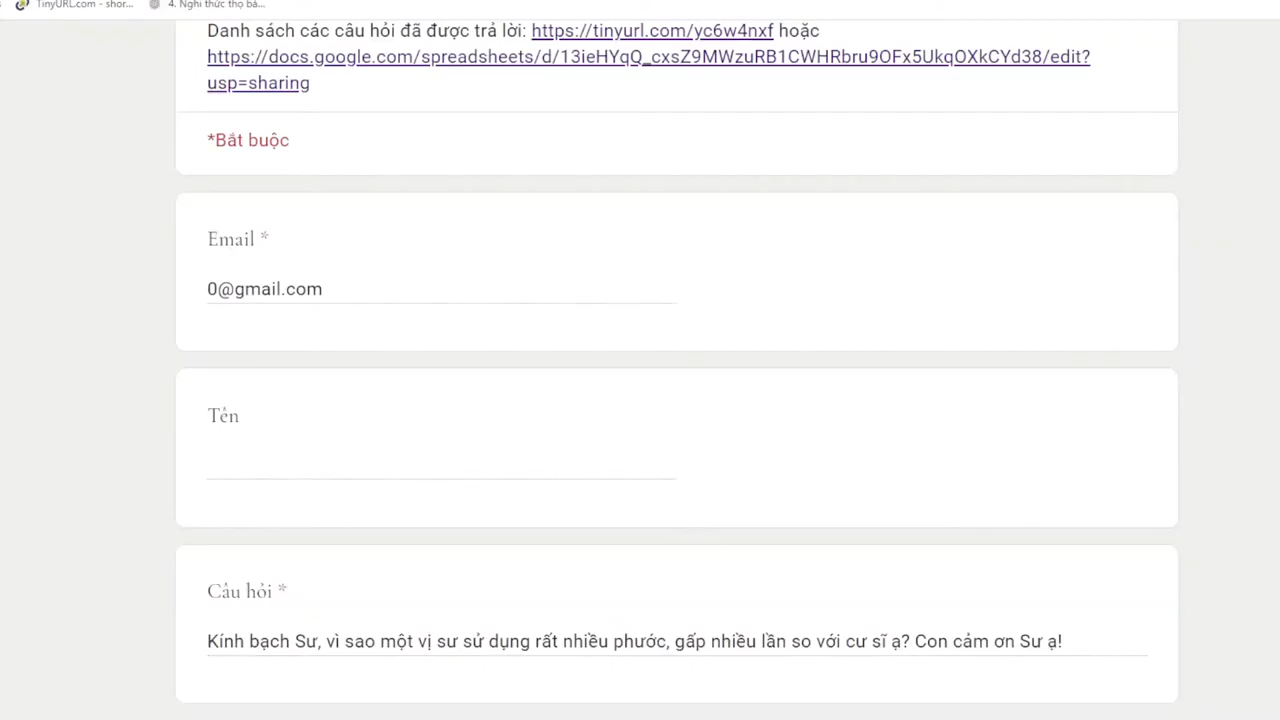 TinyURL.com - shor...
4. Nghi thức thọ bá...
Danh sách các câu hỏi đã được trả lời: https://tinyurl.com/yc6w4nxf hoặc
https://docs.google.com/spreadsheets/d/13ieHYqQ_cxsZ9MWzuRB1CWHRbru9OFx5UkqOXkCYd38/edit?
usp=sharing
*Bắt buộc
Email *
0@gmail.com
Tên
Câu hỏi *
Kính bạch Sư, vì sao một vị sư sử dụng rất nhiều phước, gấp nhiều lần so với cư sĩ ạ? Con cảm ơn Sư ạ!